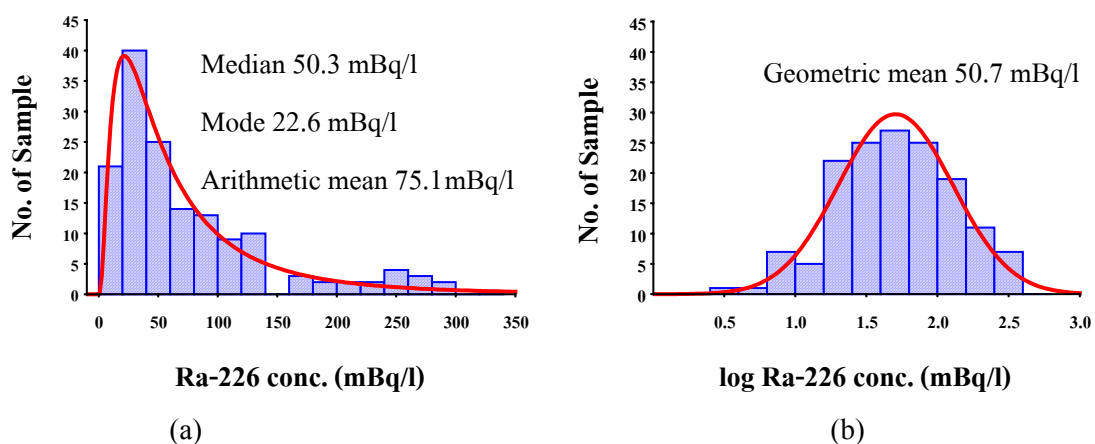 45
40
35
30
25
20
15
10
5
0
No. of Sample
Median 50.3 mBq/l
Mode 22.6 mBq/l
Arithmetic mean 75.1mBq/l
0 50 100 150 200 250 300 350
Ra-226 conc. (mBq/l)
(a)
45
40
35
30
25
20
15
10
5
0
No. of Sample
Geometric mean 50.7 mBq/l
0.5 1.0 1.5 2.0 2.5 3.0
log Ra-226 conc. (mBq/l)
(b)